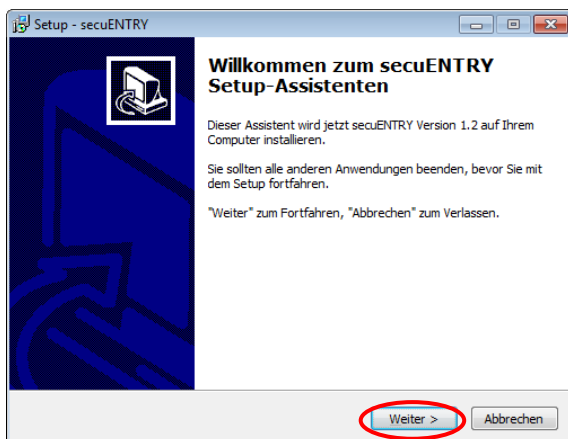 Setup - secuENTRY
Willkommen zum secuENTRY
Setup-Assistenten
Dieser Assistent wird jetzt secuENTRY Version 1.2 auf Ihrem
Computer installieren.
Sie sollten alle anderen Anwendungen beenden, bevor Sie mit
dem Setup fortfahren.
"Weiter" zum Fortfahren, "Abbrechen" zum Verlassen.
Weiter > Abbrechen